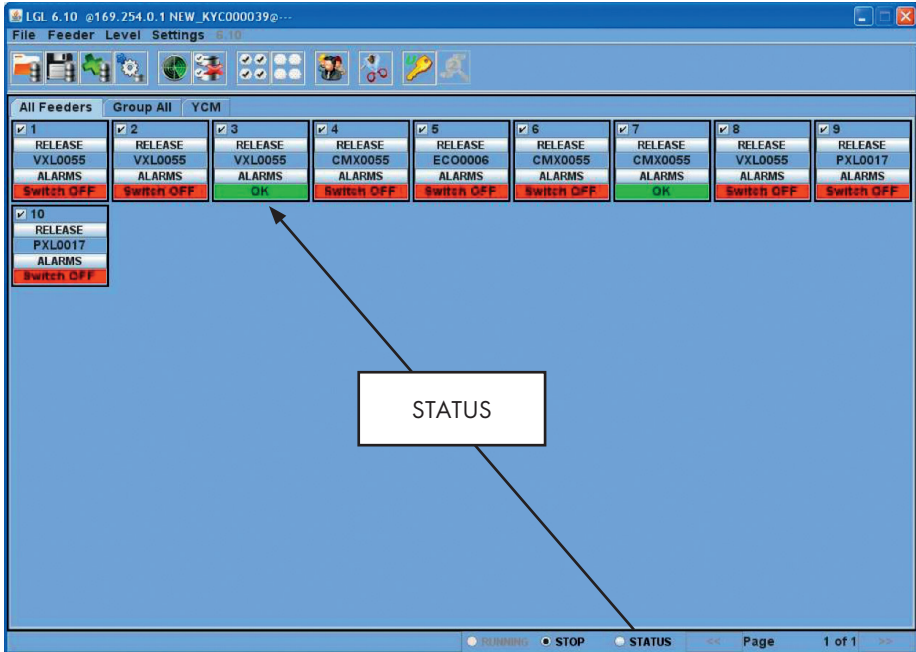 LGL 6.10 @169.254.0.1 NEW_KYC000039@---
File Feeder Level Settings 6.10
All Feeders Group All YCM
1 2 3 4 5 6 7 8 9
RELEASE RELEASE RELEASE RELEASE RELEASE RELEASE RELEASE RELEASE RELEASE
VXL0055 VXL0055 VXL0055 CMX0055 ECO0006 CMX0055 CMX0055 VXL0055 PXL0017
ALARMS ALARMS ALARMS ALARMS ALARMS ALARMS ALARMS ALARMS ALARMS
Switch OFF Switch OFF OK Switch OFF Switch OFF Switch OFF OK Switch OFF Switch OFF
10
RELEASE
PXL0017
ALARMS
Switch OFF
STATUS
RUNNING STOP STATUS << Page 1 of 1 >>